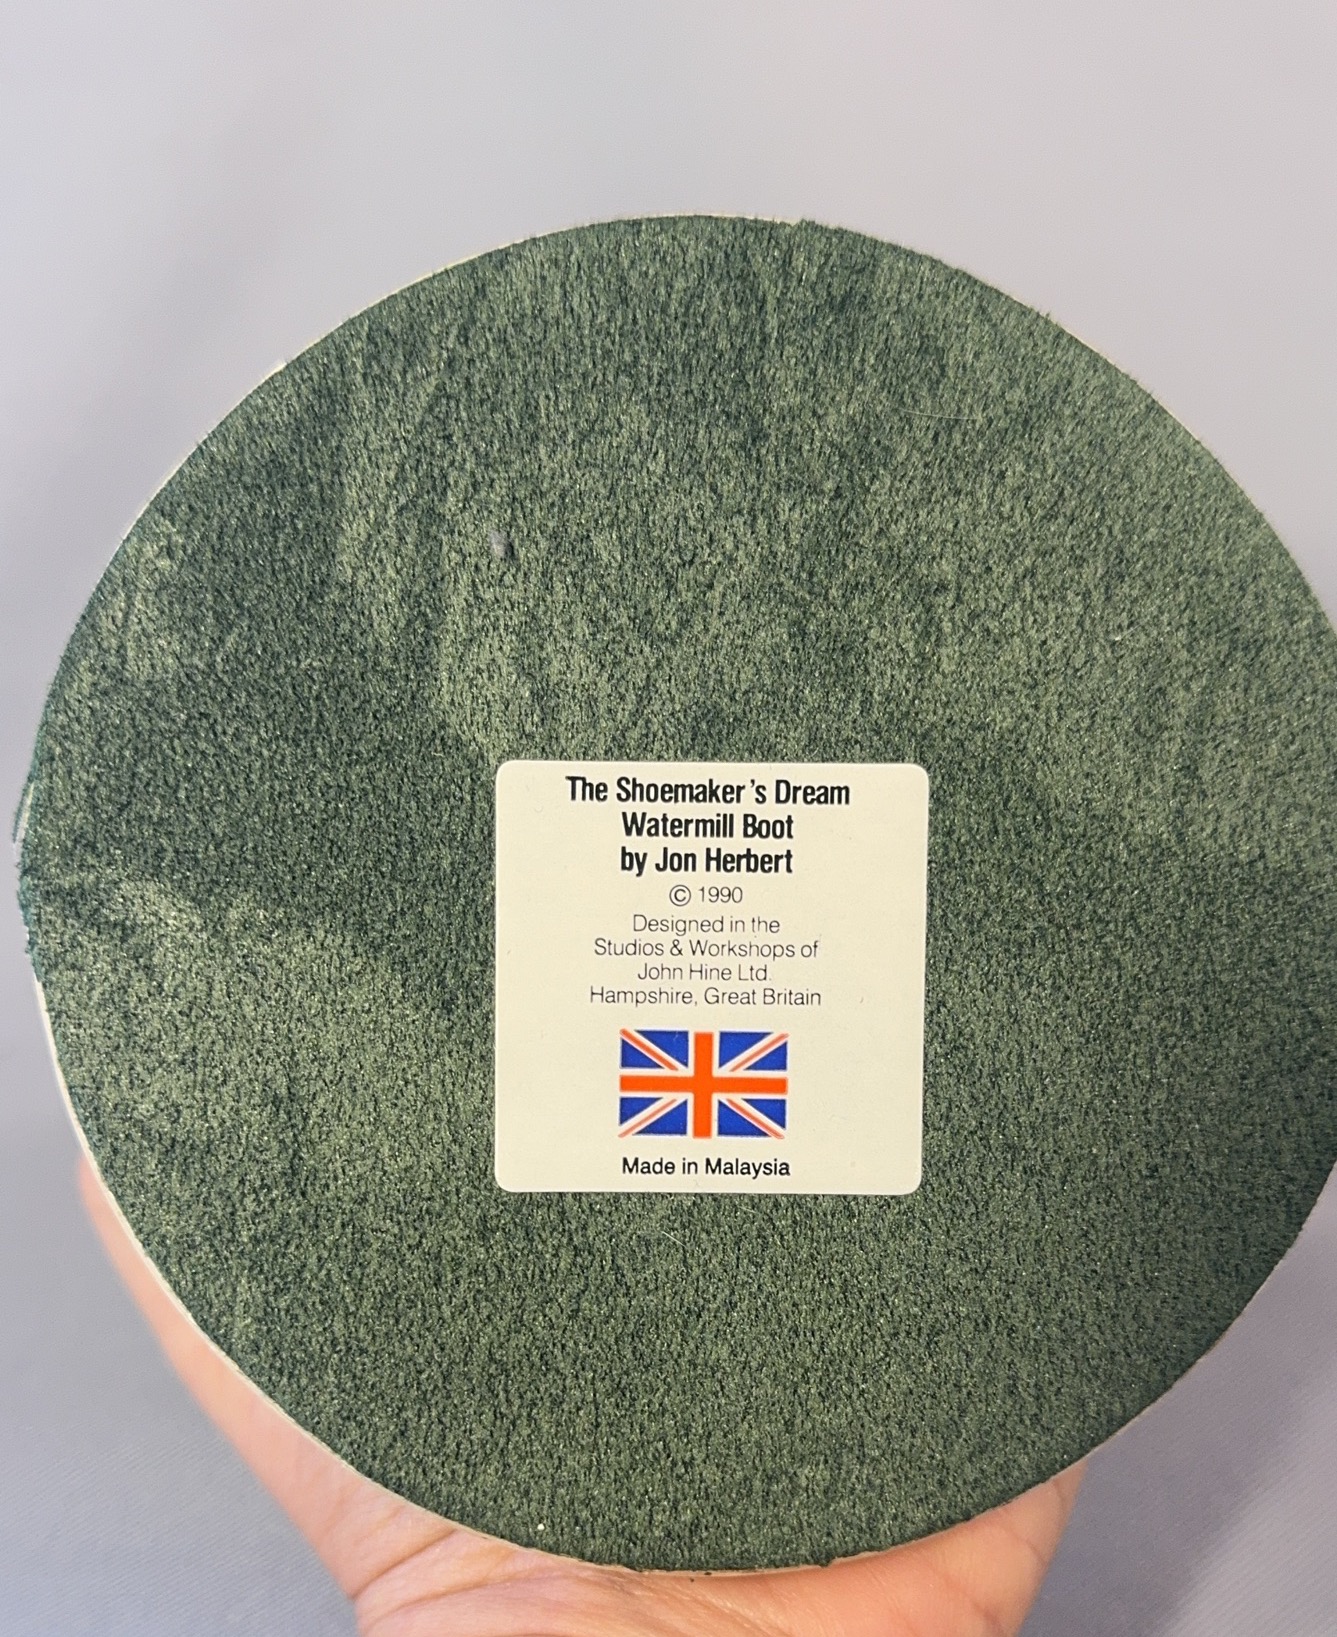 The Shoemaker's Dream
Watermill Boot
by Jon Herbert
© 1990
Designed in the
Studios & Workshops of
John Hine Ltd.
Hampshire, Great Britain
Made in Malaysia